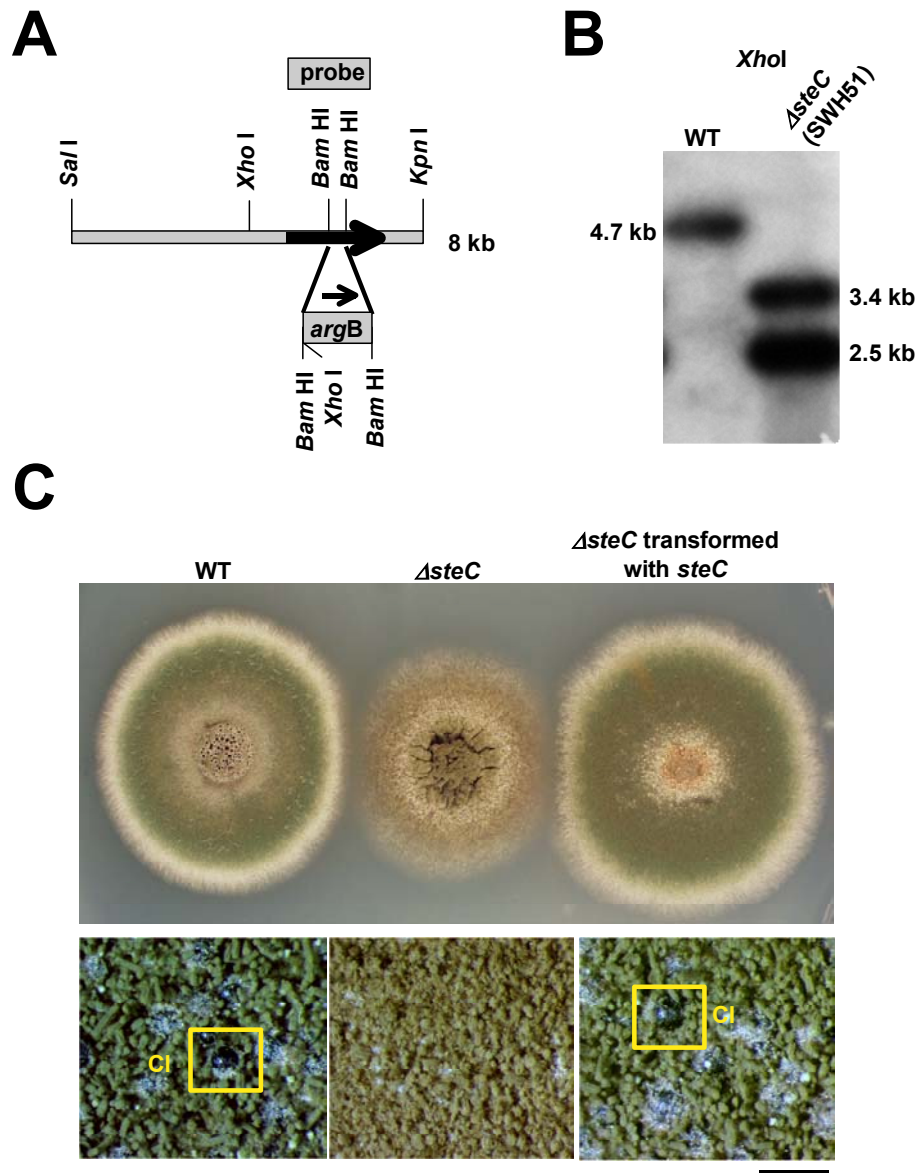 A
probe
Sal I
Xho I
Bam HI
Bam HI
Kpn I
8 kb
argB
Bam HI
Xho I
Bam HI
B
XhoI
WT
ΔsteC
(SWH51)
4.7 kb
3.4 kb
2.5 kb
C
WT
ΔsteC
ΔsteC transformed
with steC
Cl
Cl